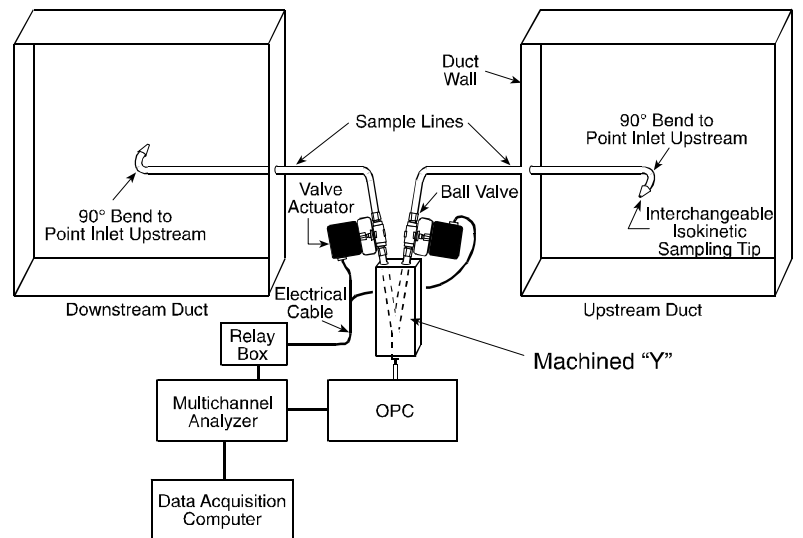 Duct
Wall
Sample Lines
90° Bend to
Point Inlet Upstream
90° Bend to
Point Inlet Upstream
Valve
Actuator
Ball Valve
Interchangeable
Isokinetic
Sampling Tip
Downstream Duct
Electrical
Cable
Upstream Duct
Relay
Box
Machined “Y”
Multichannel
Analyzer
OPC
Data Acquisition
Computer